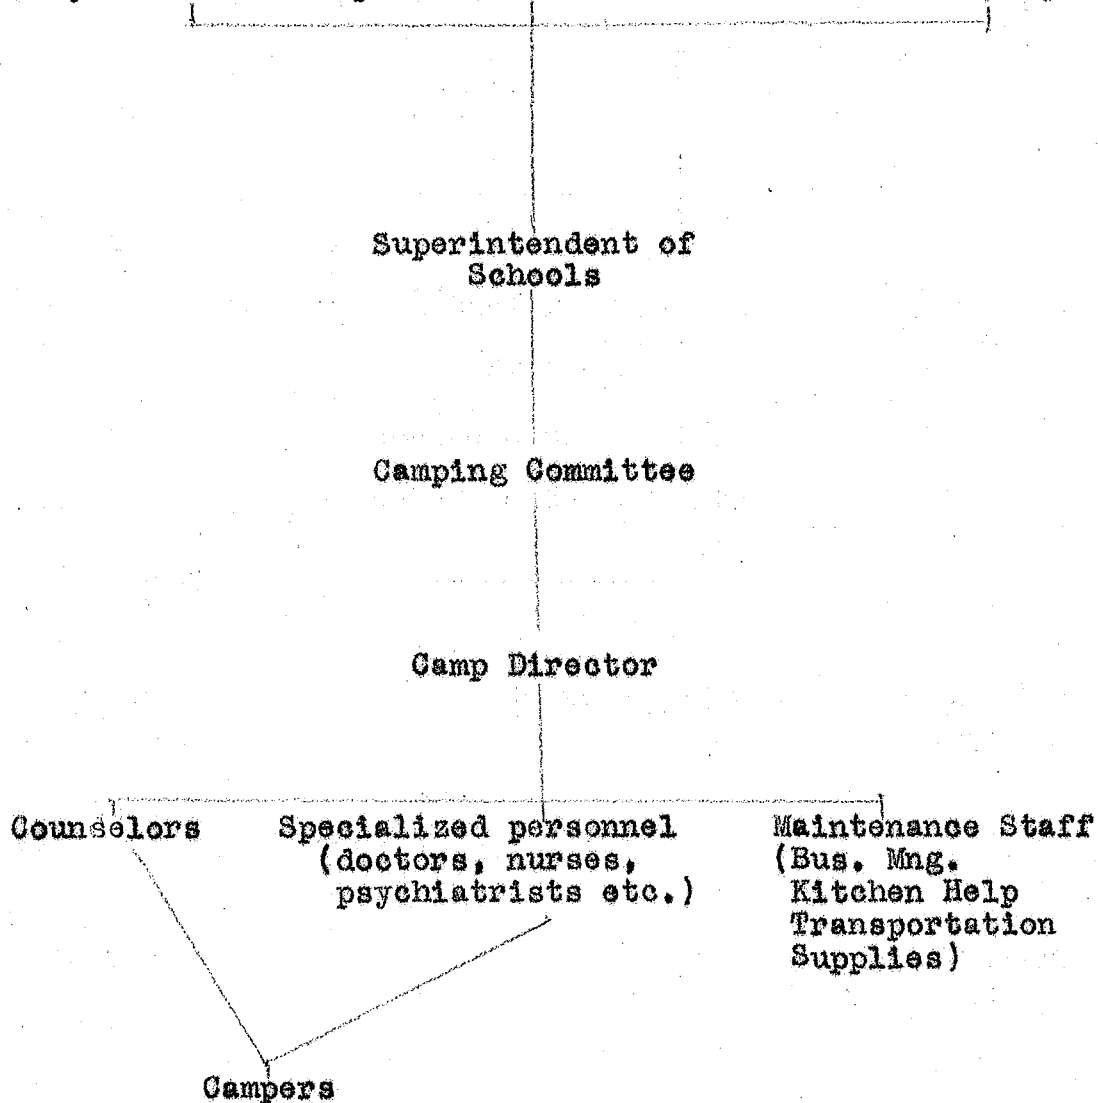 Superintendent of
Schools
Camping Committee
Camp Director
Counselors Specialized personnel Maintenance Staff
(doctors, nurses, (Bus. Mng.
psychiatrists etc.) Kitchen Help
Transportation
Supplies)
Campers